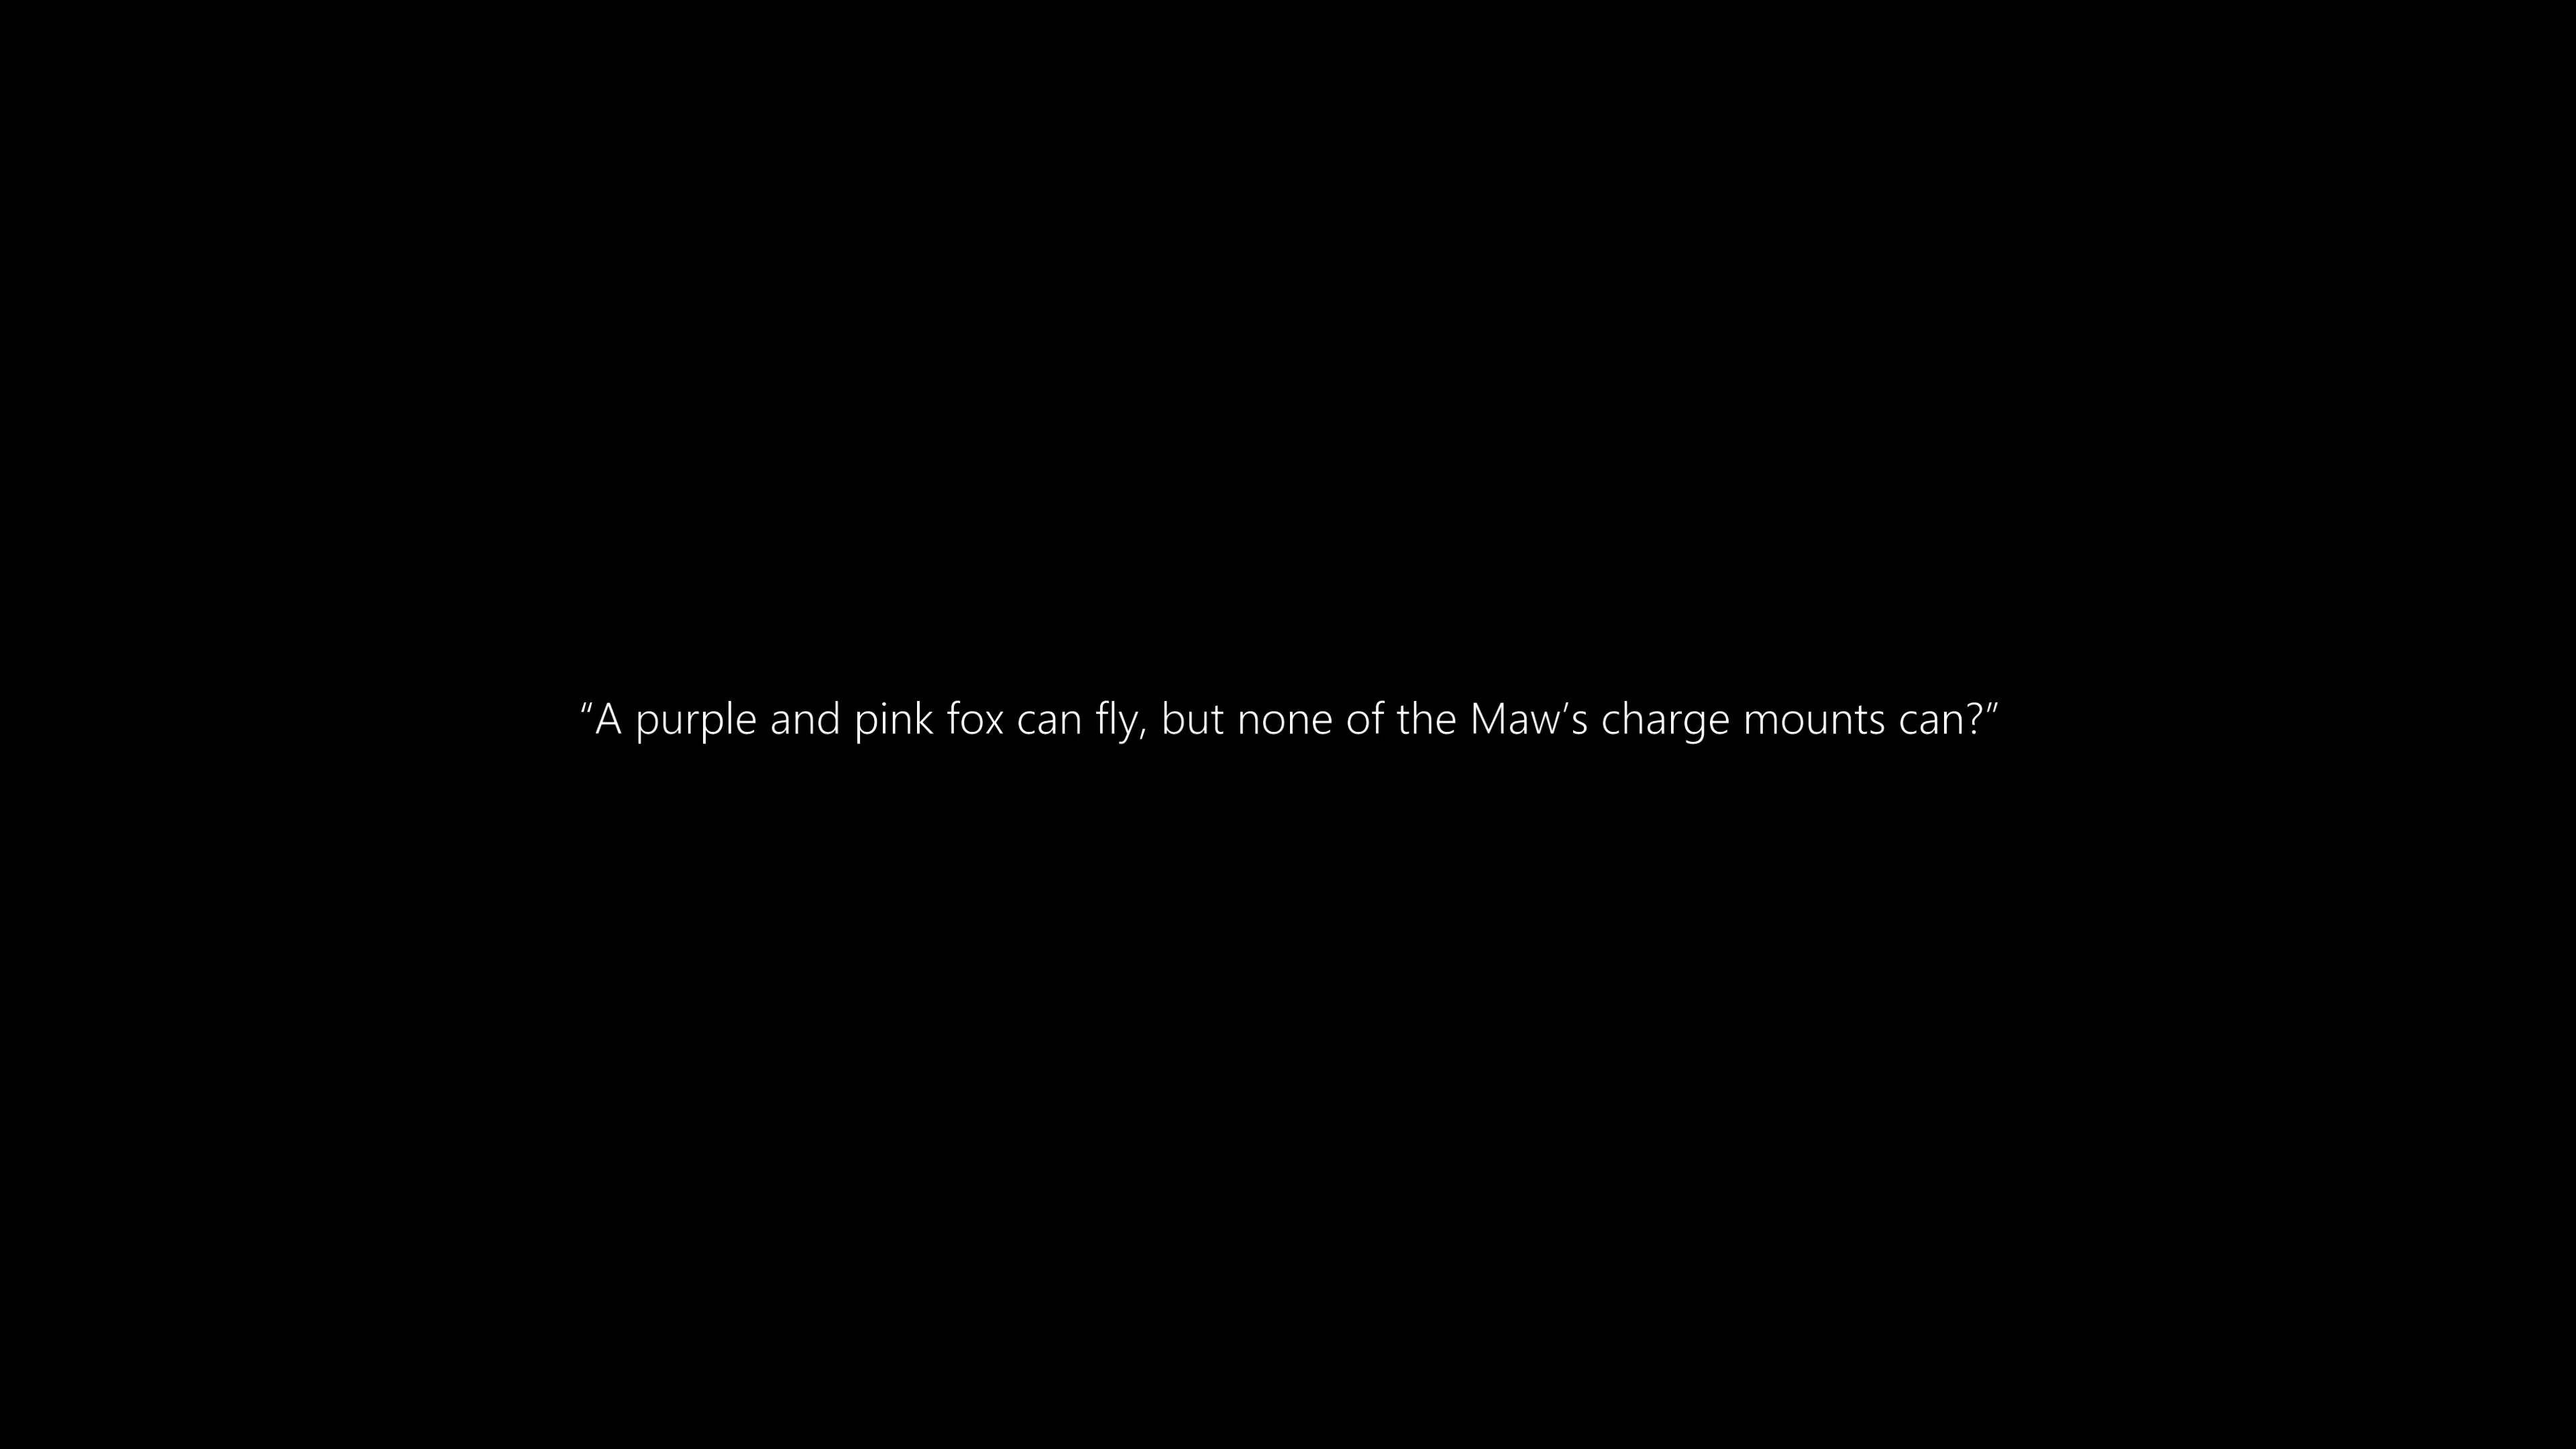 “A purple and pink fox can fly, but none of the Maw’s charge mounts can?”